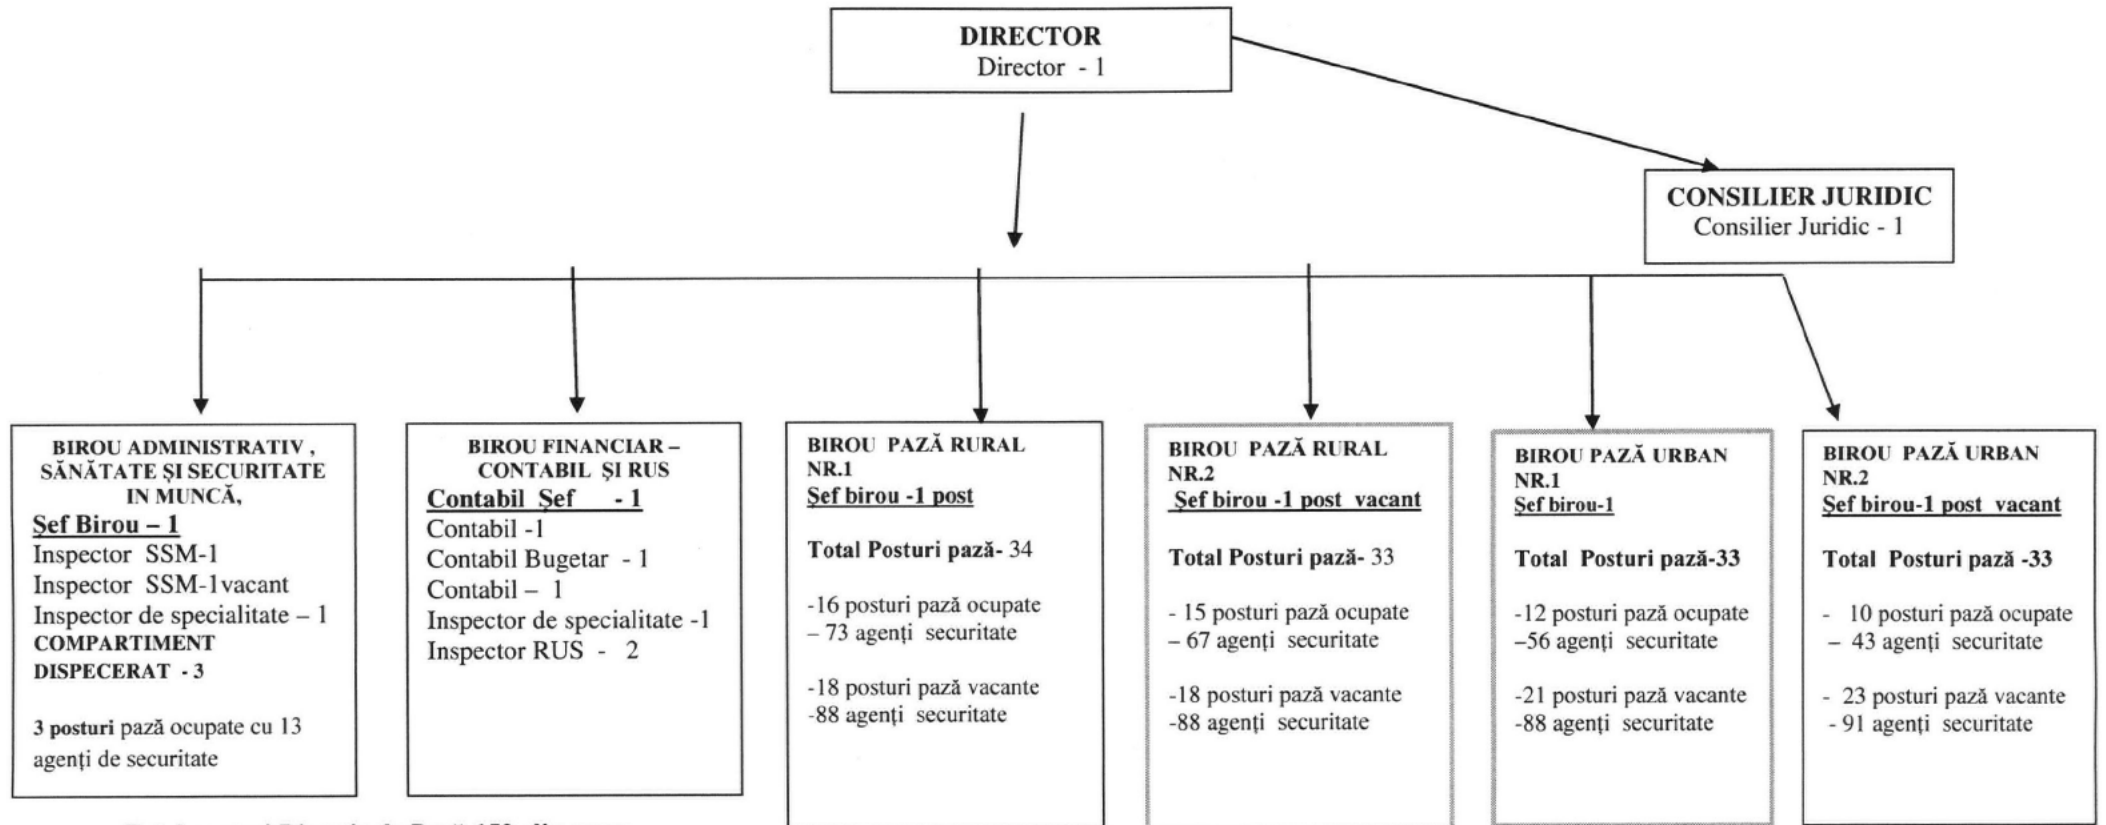 DIRECTOR
Director - 1
CONSILIER JURIDIC
Consilier Juridic - 1
BIROU ADMINISTRATIV ,
SĂNĂTATE ŞI SECURITATE
IN MUNCĂ,
Şef Birou – 1
Inspector SSM-1
Inspector SSM-1vacant
Inspector de specialitate – 1
COMPARTIMENT
DISPECERAT - 3
3 posturi pază ocupate cu 13
agenţi de securitate
BIROU FINANCIAR –
CONTABIL ŞI RUS
Contabil Şef - 1
Contabil -1
Contabil Bugetar - 1
Contabil – 1
Inspector de specialitate -1
Inspector RUS - 2
BIROU PAZĂ RURAL
NR.1
Şef birou -1 post
Total Posturi pază- 34
-16 posturi pază ocupate
– 73 agenţi securitate
-18 posturi pază vacante
-88 agenţi securitate
BIROU PAZĂ RURAL
NR.2
Şef birou -1 post vacant
Total Posturi pază- 33
- 15 posturi pază ocupate
– 67 agenţi securitate
-18 posturi pază vacante
-88 agenţi securitate
BIROU PAZĂ URBAN
NR.1
Şef birou-1
Total Posturi pază-33
-12 posturi pază ocupate
–56 agenţi securitate
-21 posturi pază vacante
-88 agenţi securitate
BIROU PAZĂ URBAN
NR.2
Şef birou-1 post vacant
Total Posturi pază -33
- 10 posturi pază ocupate
– 43 agenţi securitate
- 23 posturi pază vacante
- 91 agenţi securitate